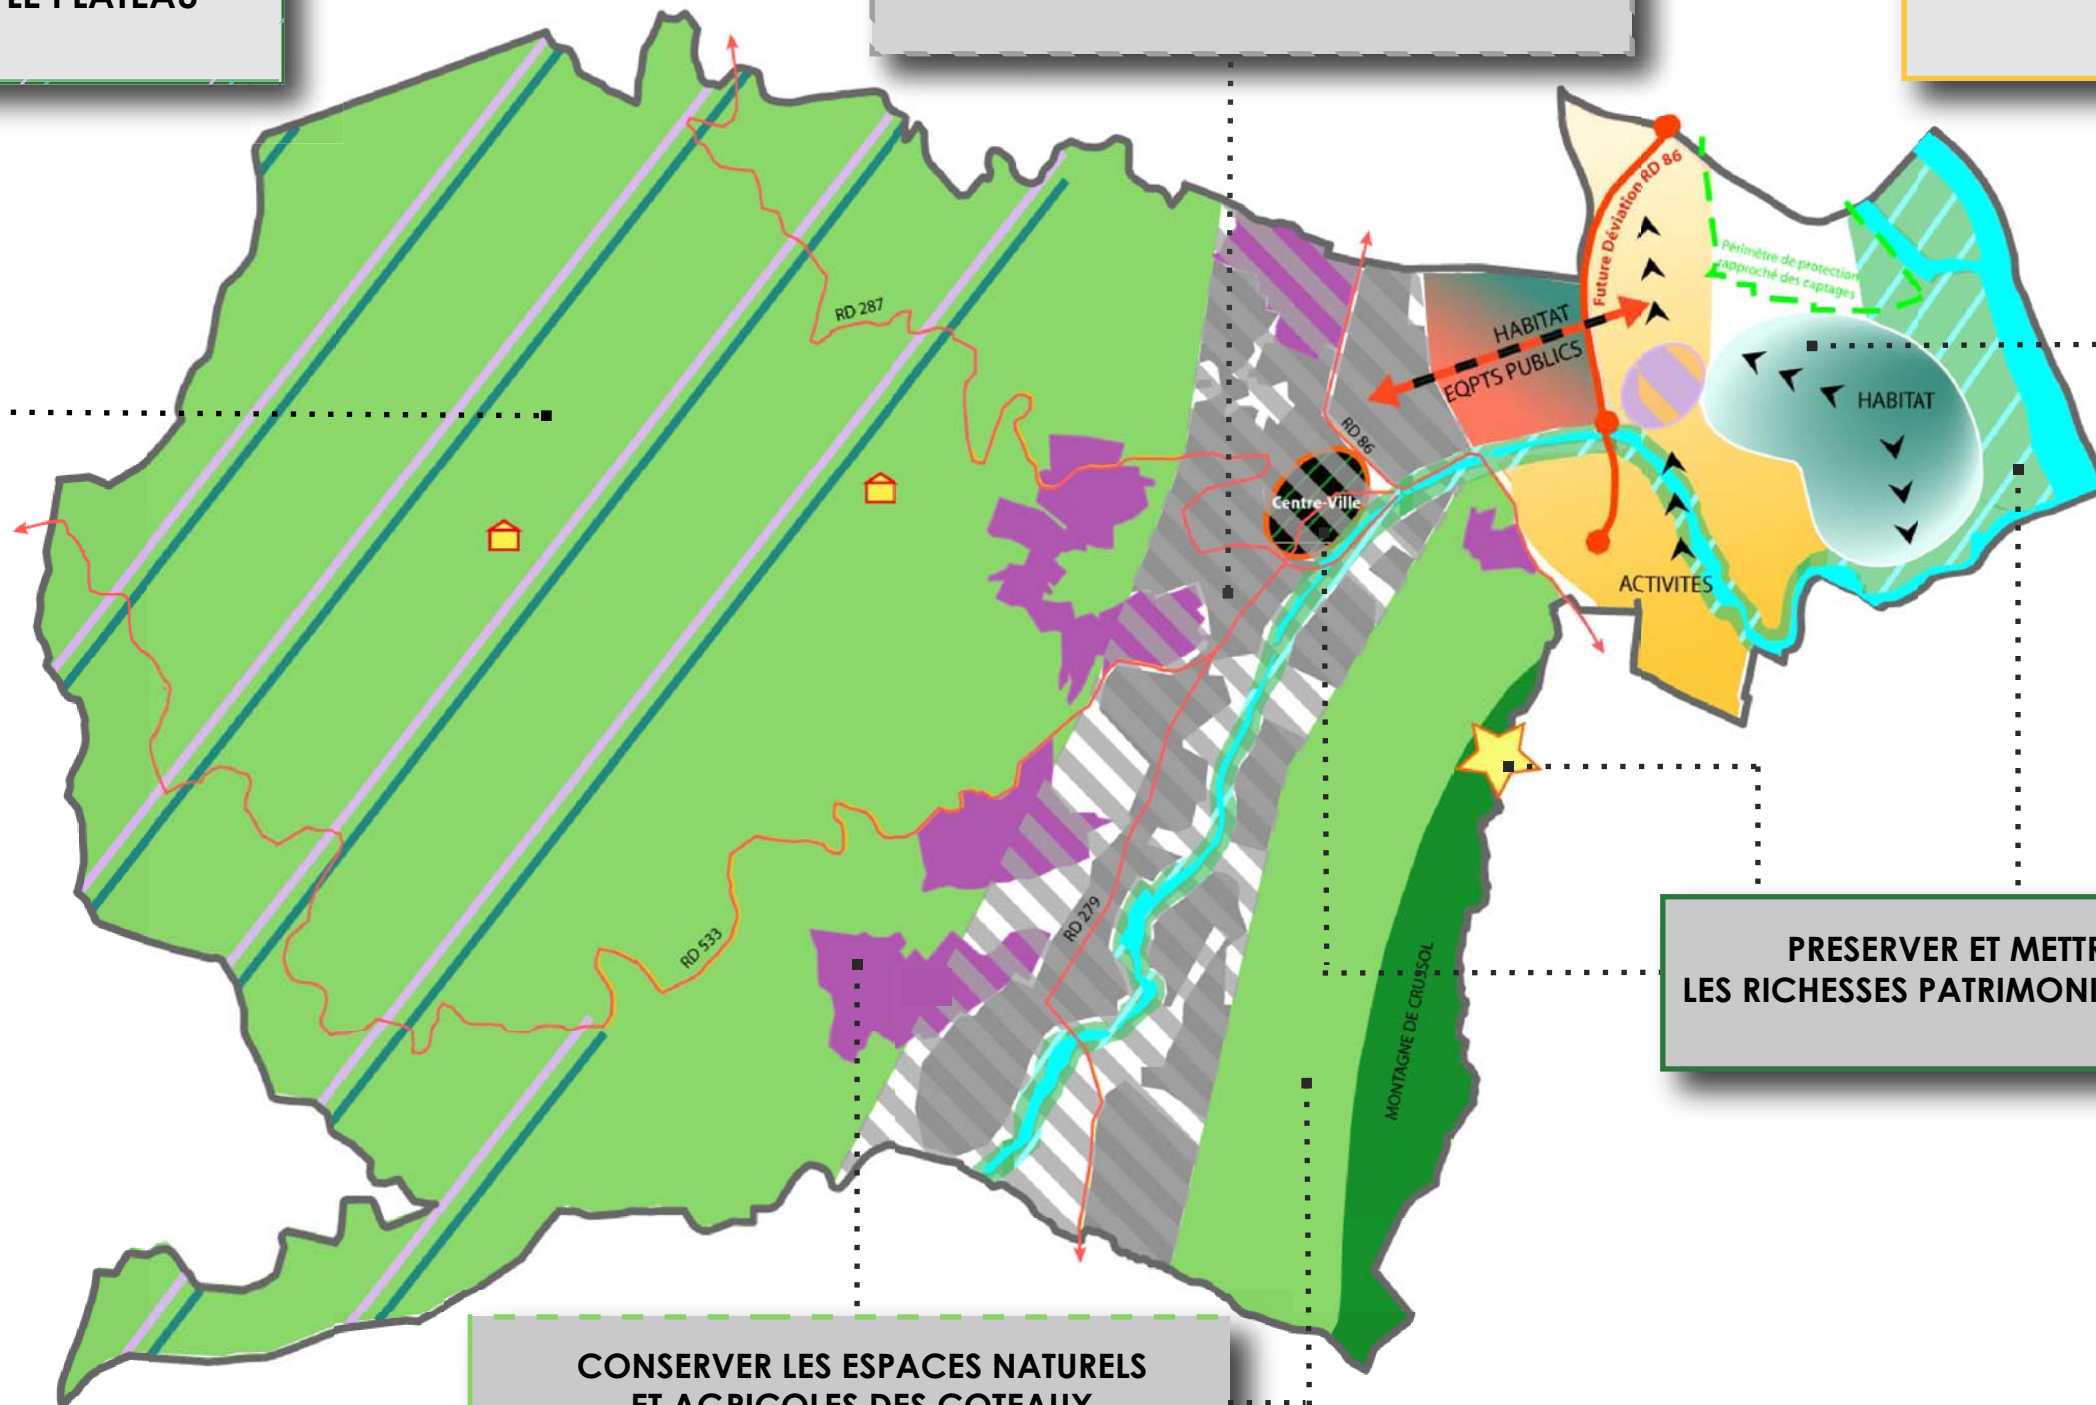 LE PLATEAU
Future Déviation RD 86
Périmètre de protection
rapproché des captages
RD 287
HABITAT
EQPTS PUBLICS
HABITAT
RD 86
Centre-Ville
ACTIVITES
RD 279
RD 533
MONTAGNE DE CRUSSOL
PRESERVER ET METTR
LES RICHESSES PATRIMONI
CONSERVER LES ESPACES NATURELS
ET AGRICOLES DES COTEAUX